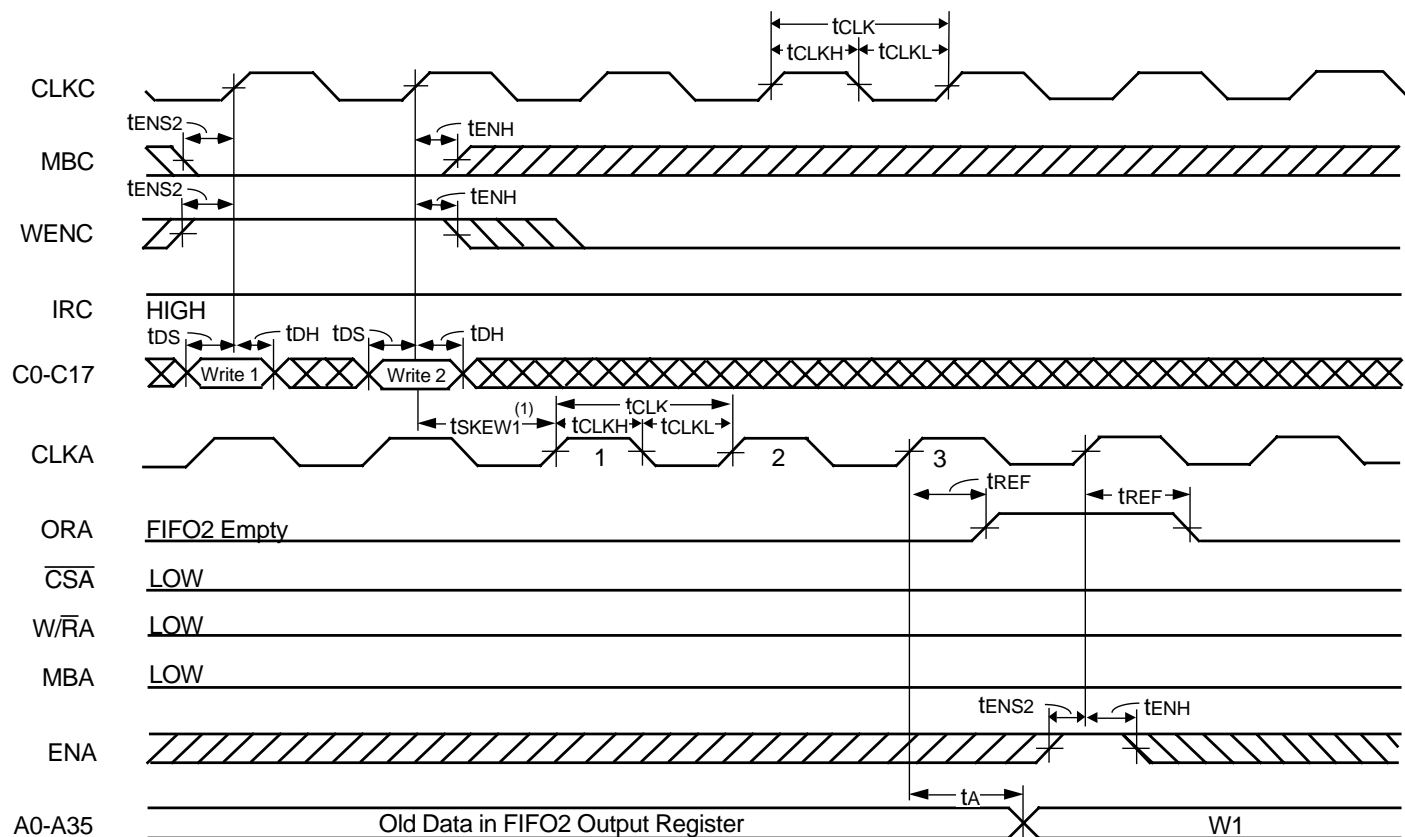 tCLK
tCLKH tCLKL
CLKC
tENS2 tENH
MBC
tENS2 tENH
WENC
IRC HIGH
tDS tDH tDS tDH
C0-C17 Write 1 Write 2
tSKEW1(1) tCLK
tCLKH tCLKL
CLKA 1 2 3
tREF tREF
ORA FIFO2 Empty
CSA LOW
W/RA LOW
MBA LOW
tENS2 tENH
ENA
tA
A0-A35 Old Data in FIFO2 Output Register W1